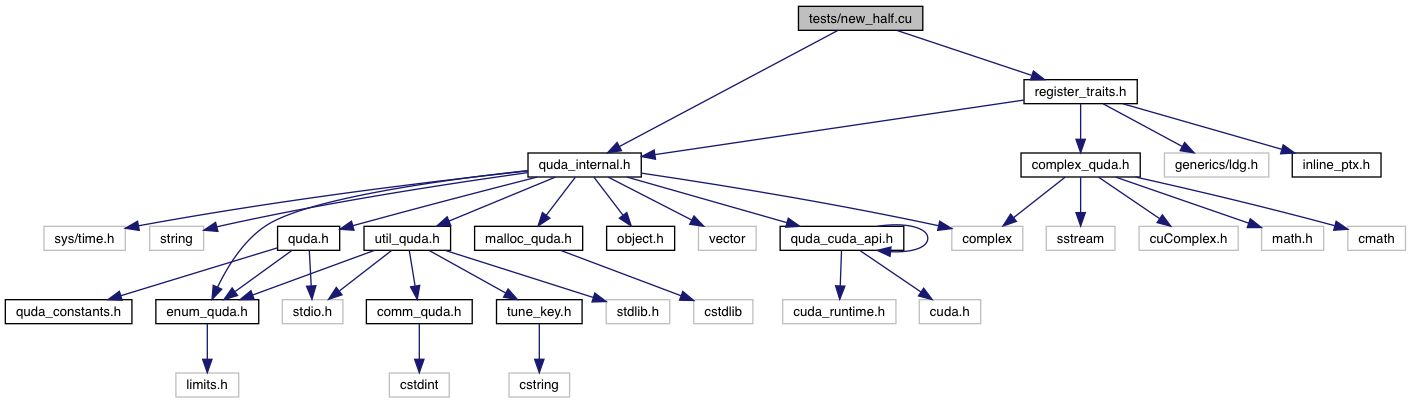 tests/new_half.cu
register_traits.h
quda_internal.h
complex_quda.h
generics/ldg.h
inline_ptx.h
sys/time.h
string
quda.h
util_quda.h
malloc_quda.h
object.h
vector
quda_cuda_api.h
complex
sstream
cuComplex.h
math.h
cmath
quda_constants.h
enum_quda.h
stdio.h
comm_quda.h
tune_key.h
stdlib.h
cstdlib
cuda_runtime.h
cuda.h
limits.h
cstdint
cstring